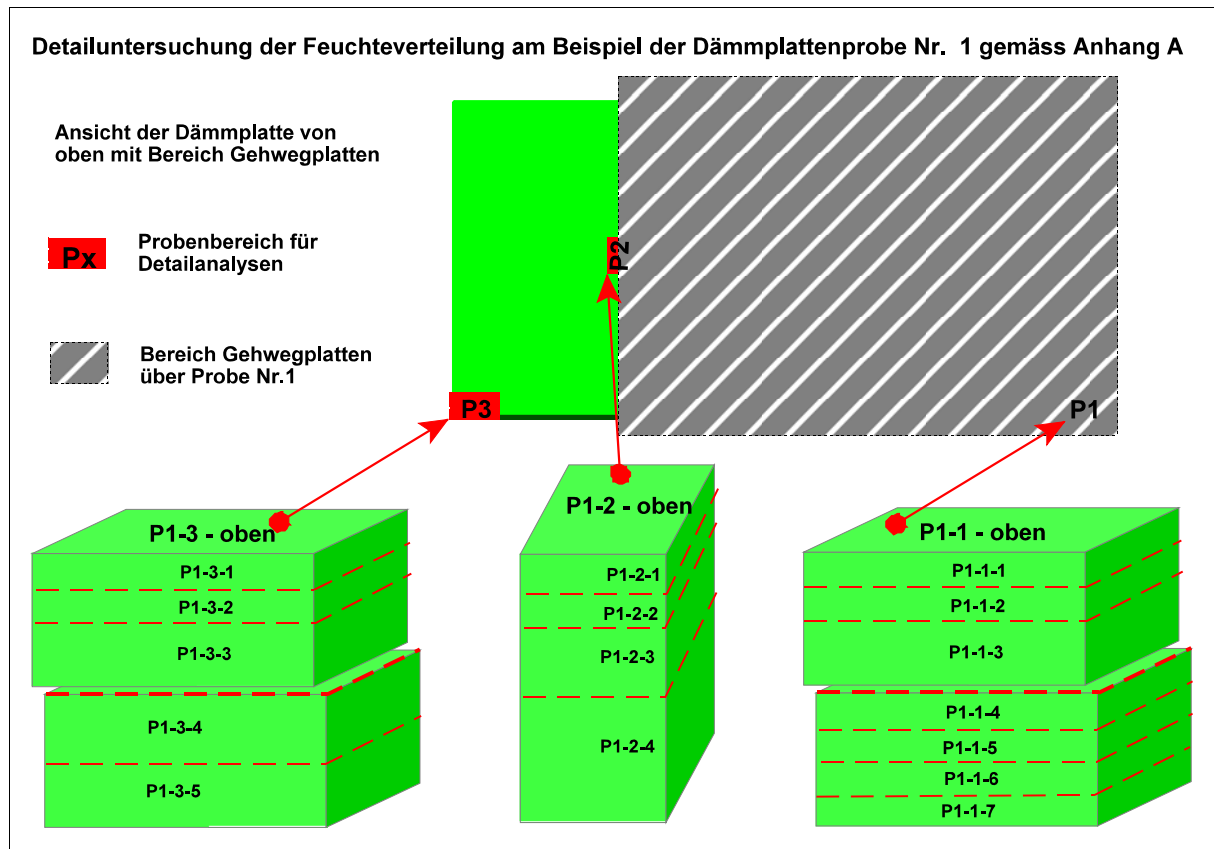 Detailuntersuchung der Feuchteverteilung am Beispiel der Dämmplattenprobe Nr. 1 gemäss Anhang A
Ansicht der Dämmplatte von
oben mit Bereich Gehwegplatten
Px
Probenbereich für
Detailanalysen
Bereich Gehwegplatten
über Probe Nr.1
P2
P3
P1
P1-3 - oben
P1-3-1
P1-3-2
P1-3-3
P1-3-4
P1-3-5
P1-2 - oben
P1-2-1
P1-2-2
P1-2-3
P1-2-4
P1-1 - oben
P1-1-1
P1-1-2
P1-1-3
P1-1-4
P1-1-5
P1-1-6
P1-1-7